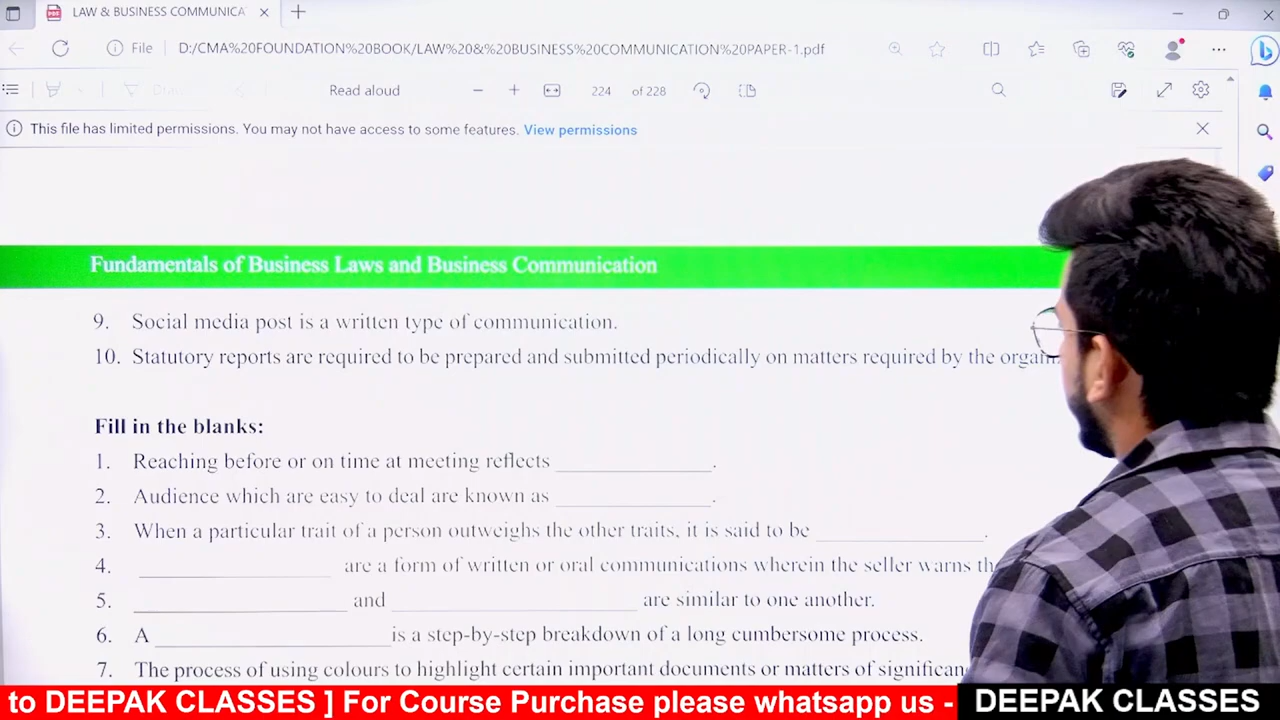 LAW & BUSINESS COMMUNICA
File D:/CMA%20FOUNDATION%20BOOK/LAW%20&%20BUSINESS%20COMMUNICATION%20PAPER-1.pdf
Read aloud 224 of 228
This file has limited permissions. You may not have access to some features. View permissions
Fundamentals of Business Laws and Business Communication
9. Social media post is a written type of communication.
10. Statutory reports are required to be prepared and submitted periodically on matters required by the
Fill in the blanks:
1. Reaching before or on time at meeting reflects ____________.
2. Audience which are easy to deal are known as ____________.
3. When a particular trait of a person outweighs the other traits, it is said to be ____________.
4. ____________ are a form of written or oral communications wherein the seller warns
5. ____________ and ____________ are similar to one another.
6. A ____________ is a step-by-step breakdown of a long cumbersome process.
7. The process of using colours to highlight certain important documents or matters of
to DEEPAK CLASSES ] For Course Purchase please whatsapp us -
DEEPAK CLASSES